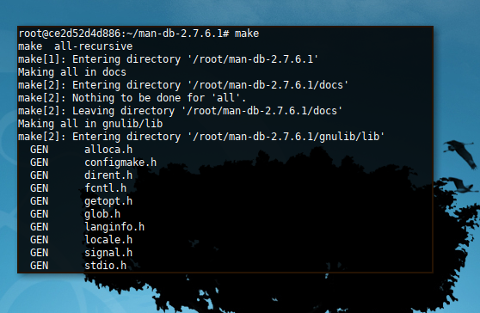 root@ce2d52d4d886:~/man-db-2.7.6.1# make
make  all-recursive
make[1]: Entering directory '/root/man-db-2.7.6.1'
Making all in docs
make[2]: Entering directory '/root/man-db-2.7.6.1/docs'
make[2]: Nothing to be done for 'all'.
make[2]: Leaving directory '/root/man-db-2.7.6.1/docs'
Making all in gnulib/lib
make[2]: Entering directory '/root/man-db-2.7.6.1/gnulib/lib'
  GEN      alloca.h
  GEN      configmake.h
  GEN      dirent.h
  GEN      fcntl.h
  GEN      getopt.h
  GEN      glob.h
  GEN      langinfo.h
  GEN      locale.h
  GEN      signal.h
  GEN      stdio.h